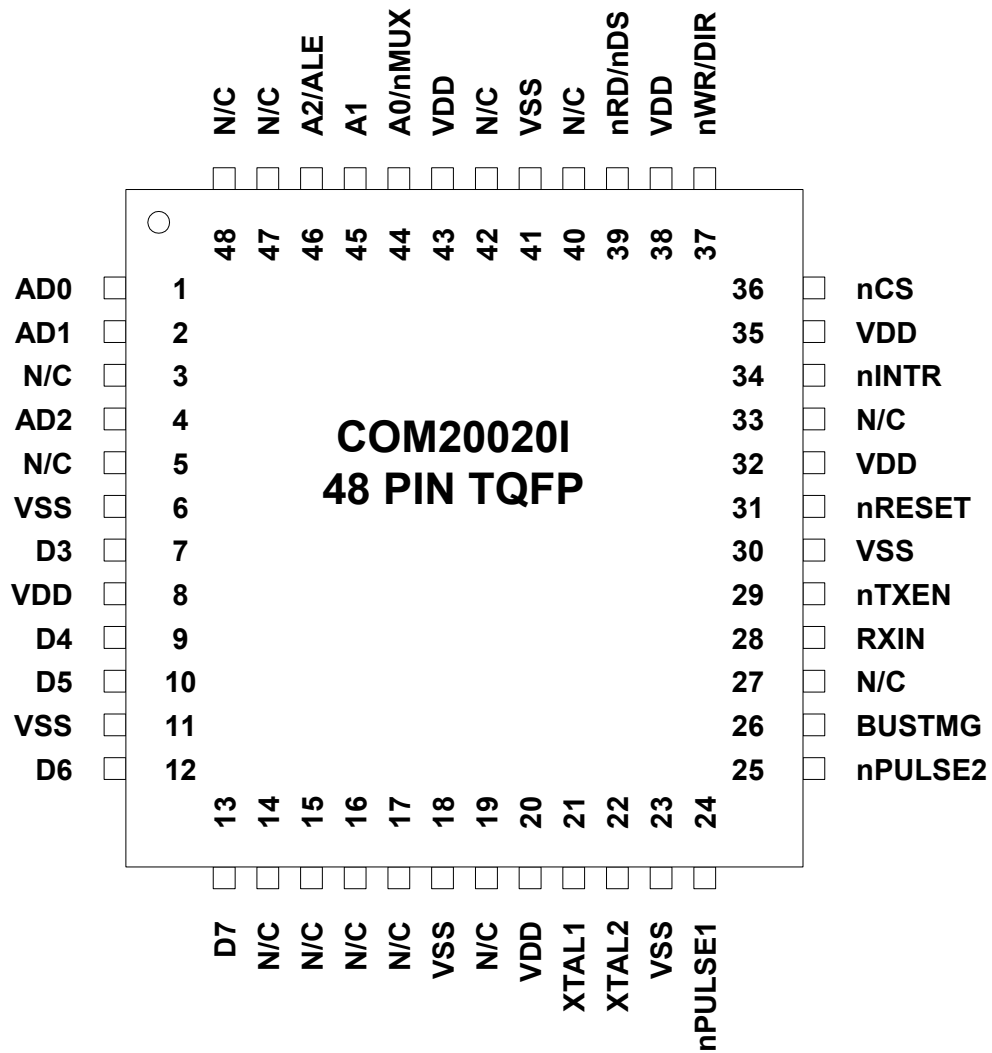 N/C
N/C
A2/ALE
A1
A0/nMUX
VDD
N/C
VSS
N/C
nRD/nDS
VDD
nWR/DIR
48
47
46
45
44
43
42
41
40
39
38
37
AD0 1
AD1 2
N/C 3
AD2 4
N/C 5
VSS 6
D3 7
VDD 8
D4 9
D5 10
VSS 11
D6 12
COM20020I
48 PIN TQFP
36 nCS
35 VDD
34 nINTR
33 N/C
32 VDD
31 nRESET
30 VSS
29 nTXEN
28 RXIN
27 N/C
26 BUSTMG
25 nPULSE2
13
14
15
16
17
18
19
20
21
22
23
24
D7
N/C
N/C
N/C
N/C
VSS
N/C
VDD
XTAL1
XTAL2
VSS
nPULSE1